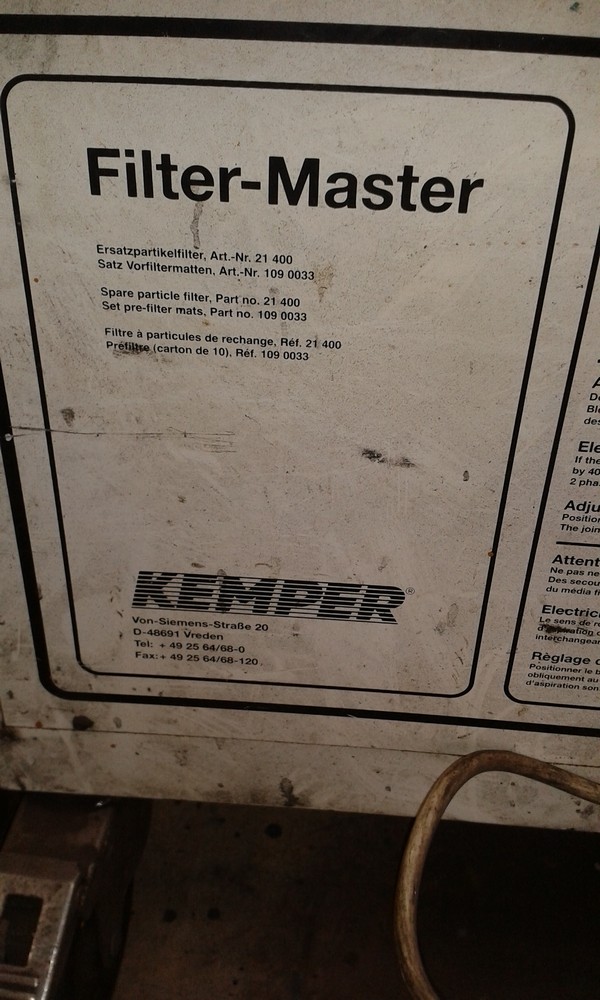 Filter-Master
Ersatzpartikelfilter, Art.-Nr. 21 400
Satz Vorfiltermatten, Art.-Nr. 109 0033
Spare particle filter, Part no. 21 400
Set pre-filter mats, Part no. 109 0033
Filtre à particules de rechange, Réf. 21 400
Préfiltre (carton de 10), Réf. 109 0033
KEMPER®
Von-Siemens-Straße 20
D-48691 Vreden
Tel: + 49 25 64/68-0
Fax: + 49 25 64/68-120
If the
by 40
2 pha
Adju
Position
The join
Attent
Ne pas ne
Des secou
du média fi
Electric
Le sens de ro
interchangea
Règlage d
Positionner le b
obliquement au
d'aspiration son